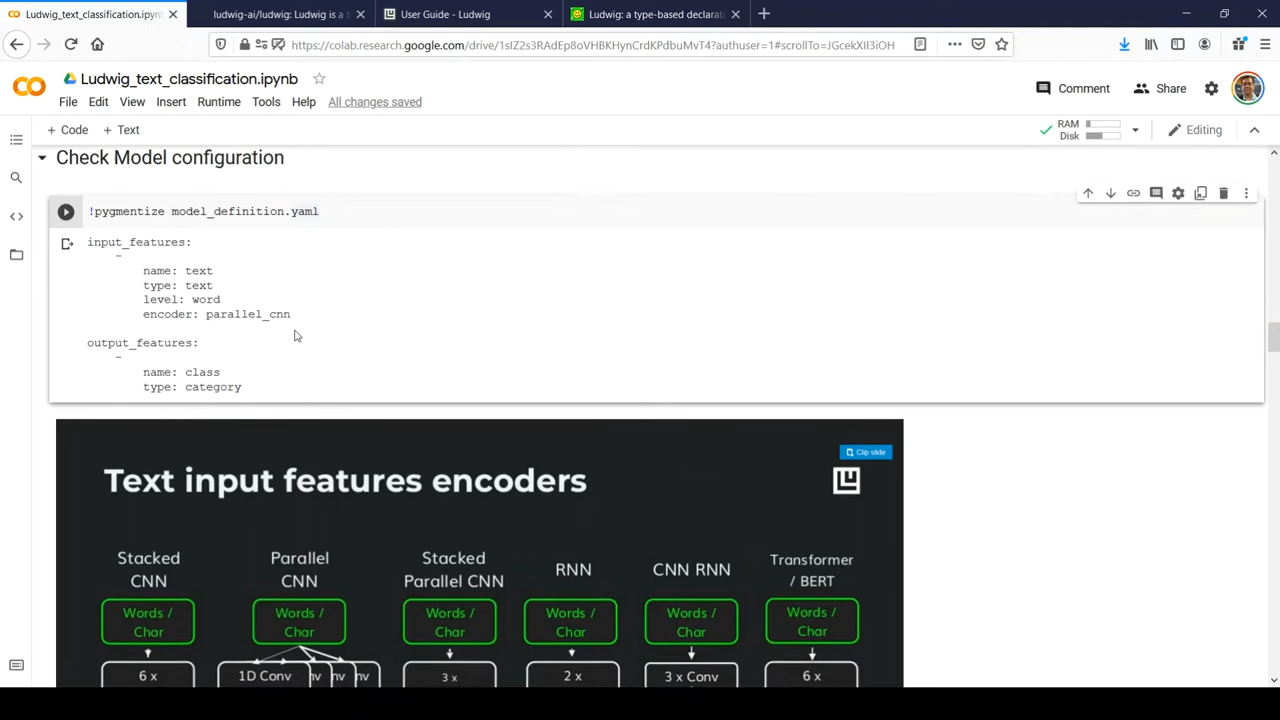 Ludwig_text_classification.ipynb
ludwig-ai/ludwig: Ludwig is a t
User Guide - Ludwig
Ludwig: a type-based declarati
https://colab.research.google.com/drive/1sIZ2s3RAdEp8oVHBKHynCrdKPdbuMvT4?authuser=1#scrollTo=JGcekXII3iOH
Ludwig_text_classification.ipynb
Comment
Share
File Edit View Insert Runtime Tools Help All changes saved
+ Code + Text
RAM
Disk
Editing
Check Model configuration
!pygmentize model_definition.yaml
input_features:
-
name: text
type: text
level: word
encoder: parallel_cnn
output_features:
-
name: class
type: category
Clip slide
Text input features encoders
Stacked CNN
Parallel CNN
Stacked Parallel CNN
RNN
CNN RNN
Transformer / BERT
Words / Char
Words / Char
Words / Char
Words / Char
Words / Char
Words / Char
6 x
1D Conv nv nv nv
3 x
2 x
3 x Conv
6 x